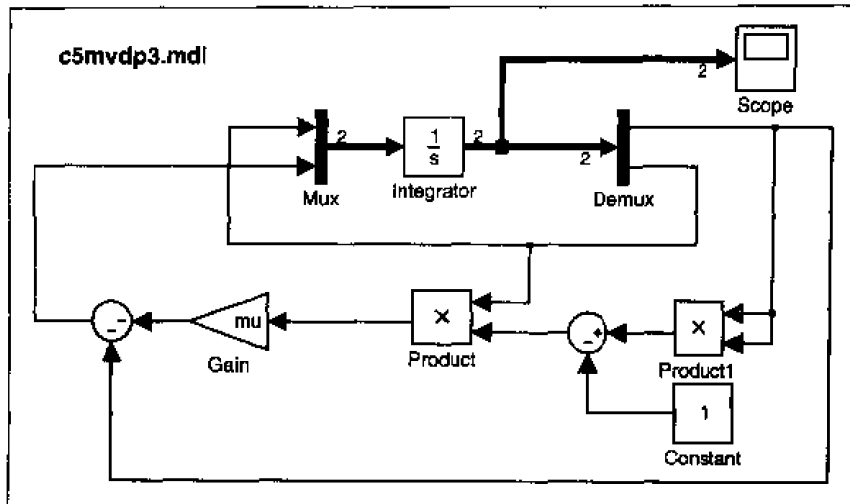 c5mvdp3.mdl
2
Scope
2
1
s
2
2
Mux
Integrator
Demux
mu
×
×
Gain
Product
Product1
1
Constant